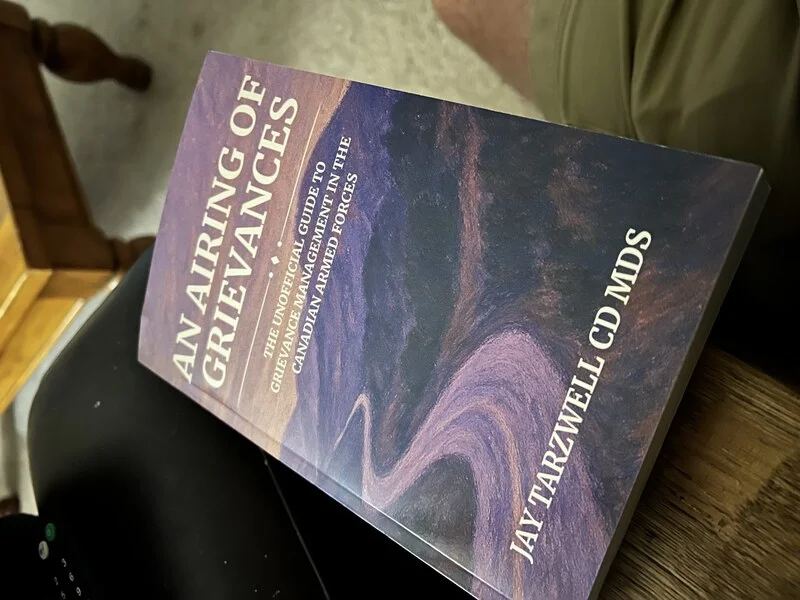 AN AIRING OF
GRIEVANCES
THE UNOFFICIAL GUIDE TO
GRIEVANCE MANAGEMENT IN THE
CANADIAN ARMED FORCES
JAY TARZWELL CD MDS